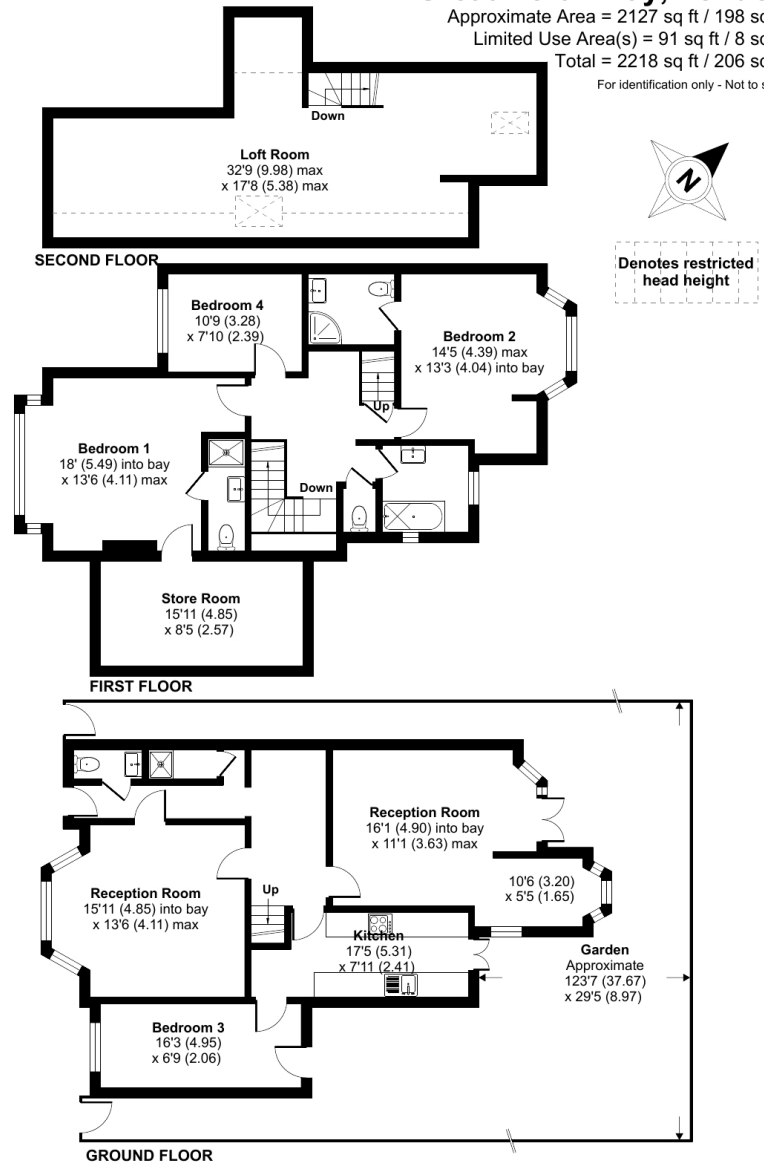 Approximate Area = 2127 sq ft / 198 sq
Limited Use Area(s) = 91 sq ft / 8 sq
Total = 2218 sq ft / 206 sq
For identification only - Not to s
Down
Loft Room
32'9 (9.98) max
x 17'8 (5.38) max
N
SECOND FLOOR
Denotes restricted
head height
Bedroom 4
10'9 (3.28)
x 7'10 (2.39)
Bedroom 2
14'5 (4.39) max
x 13'3 (4.04) into bay
Up
Bedroom 1
18' (5.49) into bay
x 13'6 (4.11) max
Down
Store Room
15'11 (4.85)
x 8'5 (2.57)
FIRST FLOOR
Reception Room
16'1 (4.90) into bay
x 11'1 (3.63) max
Reception Room
15'11 (4.85) into bay
x 13'6 (4.11) max
Up
10'6 (3.20)
x 5'5 (1.65)
Kitchen
17'5 (5.31)
x 7'11 (2.41)
Garden
Approximate
123'7 (37.67)
x 29'5 (8.97)
Bedroom 3
16'3 (4.95)
x 6'9 (2.06)
GROUND FLOOR